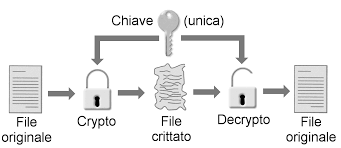 Chiave (unica)
File originale
Crypto
File crittato
Decrypto
File originale